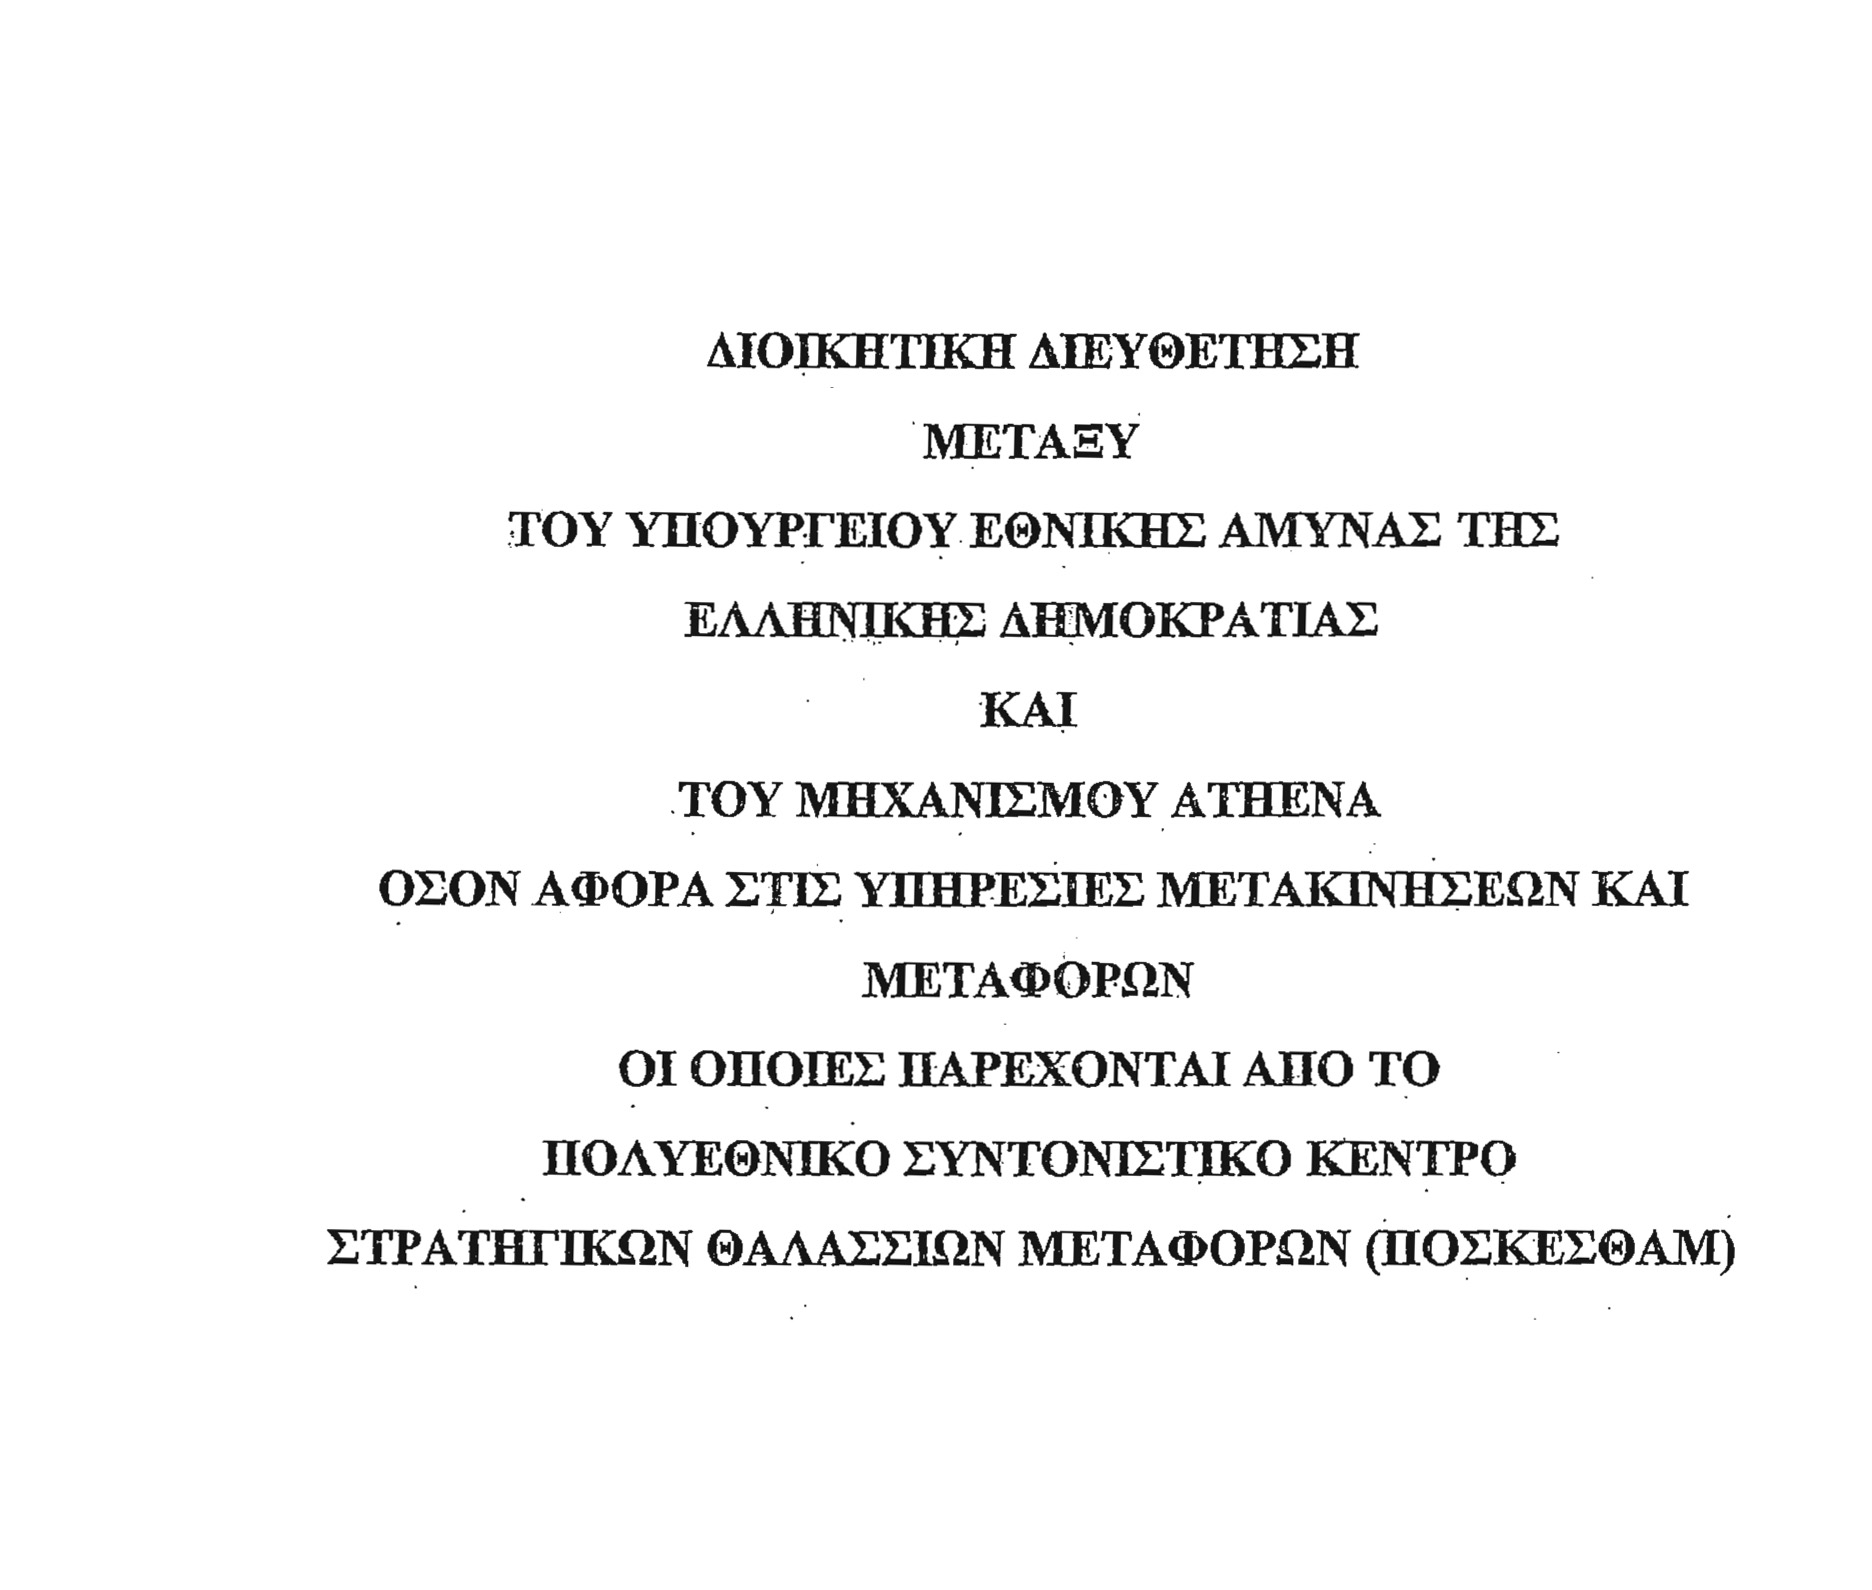 ΔΙΟΙΚΗΤΙΚΗ ΔΙΕΥΘΕΤΗΣΗ
ΜΕΤΑΞΥ
ΤΟΥ ΥΠΟΥΡΓΕΙΟΥ ΕΘΝΙΚΗΣ ΑΜΥΝΑΣ ΤΗΣ
ΕΛΛΗΝΙΚΗΣ ΔΗΜΟΚΡΑΤΙΑΣ
ΚΑΙ
ΤΟΥ ΜΗΧΑΝΙΣΜΟΥ ATHENA
ΟΣΟΝ ΑΦΟΡΑ ΣΤΙΣ ΥΠΗΡΕΣΙΕΣ ΜΕΤΑΚΙΝΗΣΕΩΝ ΚΑΙ
ΜΕΤΑΦΟΡΩΝ
ΟΙ ΟΠΟΙΕΣ ΠΑΡΕΧΟΝΤΑΙ ΑΠΟ ΤΟ
ΠΟΛΥΕΘΝΙΚΟ ΣΥΝΤΟΝΙΣΤΙΚΟ ΚΕΝΤΡΟ
ΣΤΡΑΤΗΓΙΚΩΝ ΘΑΛΑΣΣΙΩΝ ΜΕΤΑΦΟΡΩΝ (ΠΟΣΚΕΣΘΑΜ)